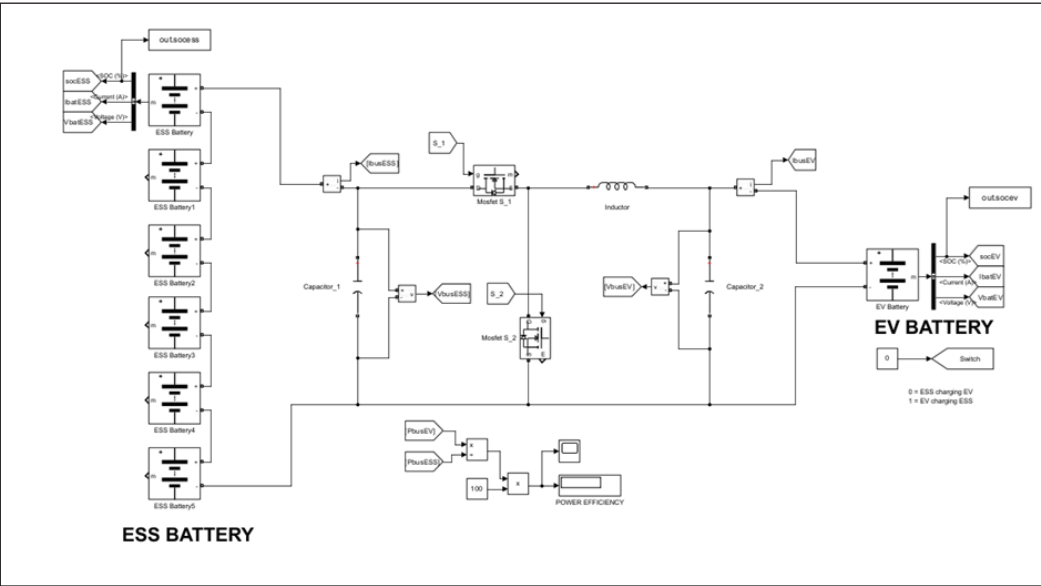 out.socess
socESS
<SOC (%)>
IbatESS
<Current (A)>
VbatESS
<Voltage (V)>
m
ESS Battery
m
ESS Battery1
m
ESS Battery2
m
ESS Battery3
m
ESS Battery4
m
ESS Battery5
ESS BATTERY
[IbusESS]
S_1
Mosfet S_1
Inductor
IbusEV
out.socev
Capacitor_1
VbusESS]
S_2
Mosfet S_2
[VbusEV]
Capacitor_2
m
EV Battery
socEV
<SOC (%)>
IbatEV
<Current (A)>
VbatEV
<Voltage (V)>
EV BATTERY
0
Switch
0 = ESS charging EV
1 = EV charging ESS
PbusEV]
[PbusESS]
100
x
POWER EFFICIENCY